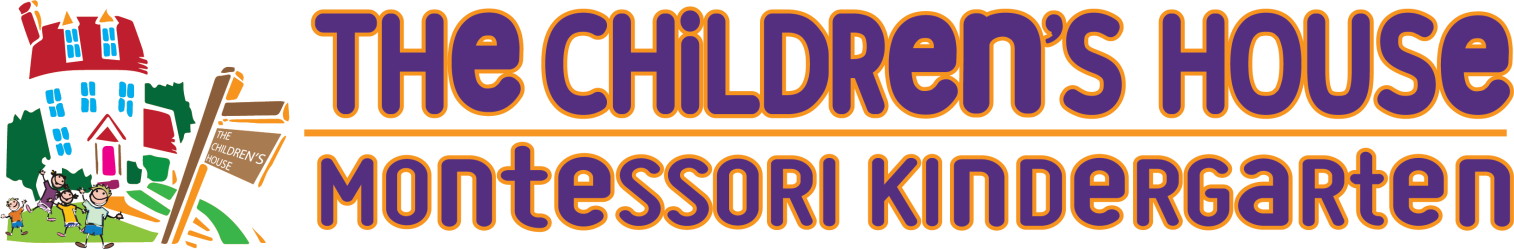 THE
CHILDREN'S
HOUSE
THe CHiLDRen's House
Montessori Kindergarten